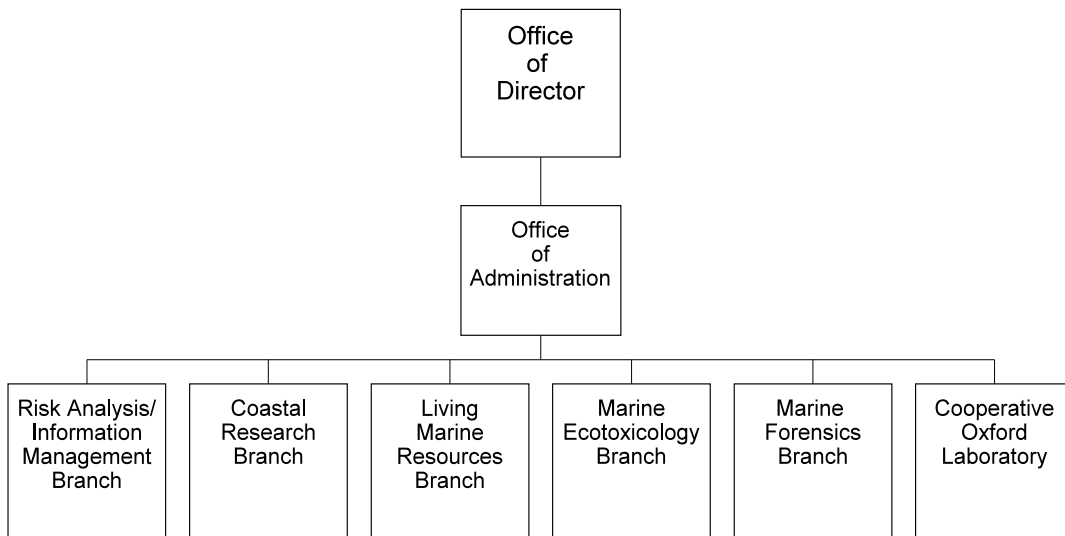 Office
of
Director
Office
of
Administration
Risk Analysis/
Information
Management
Branch
Coastal
Research
Branch
Living
Marine
Resources
Branch
Marine
Ecotoxicology
Branch
Marine
Forensics
Branch
Cooperative
Oxford
Laboratory